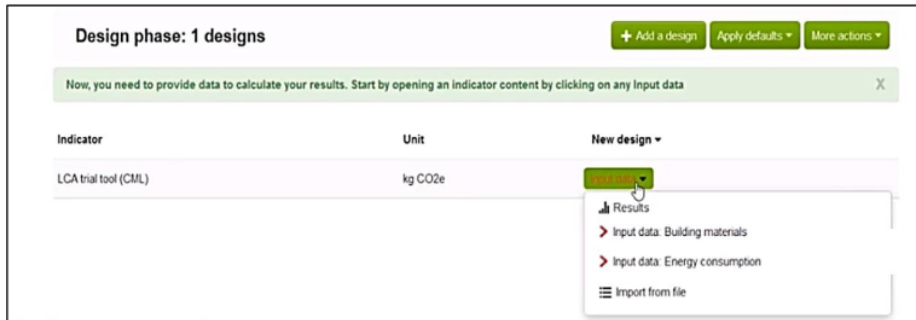 Design phase: 1 designs
+ Add a design
Apply defaults
More actions
Now, you need to provide data to calculate your results. Start by opening an indicator content by clicking on any Input data
X
Indicator
Unit
New design
LCA trial tool (CML)
kg CO2e
Input data
Results
Input data: Building materials
Input data: Energy consumption
Import from file